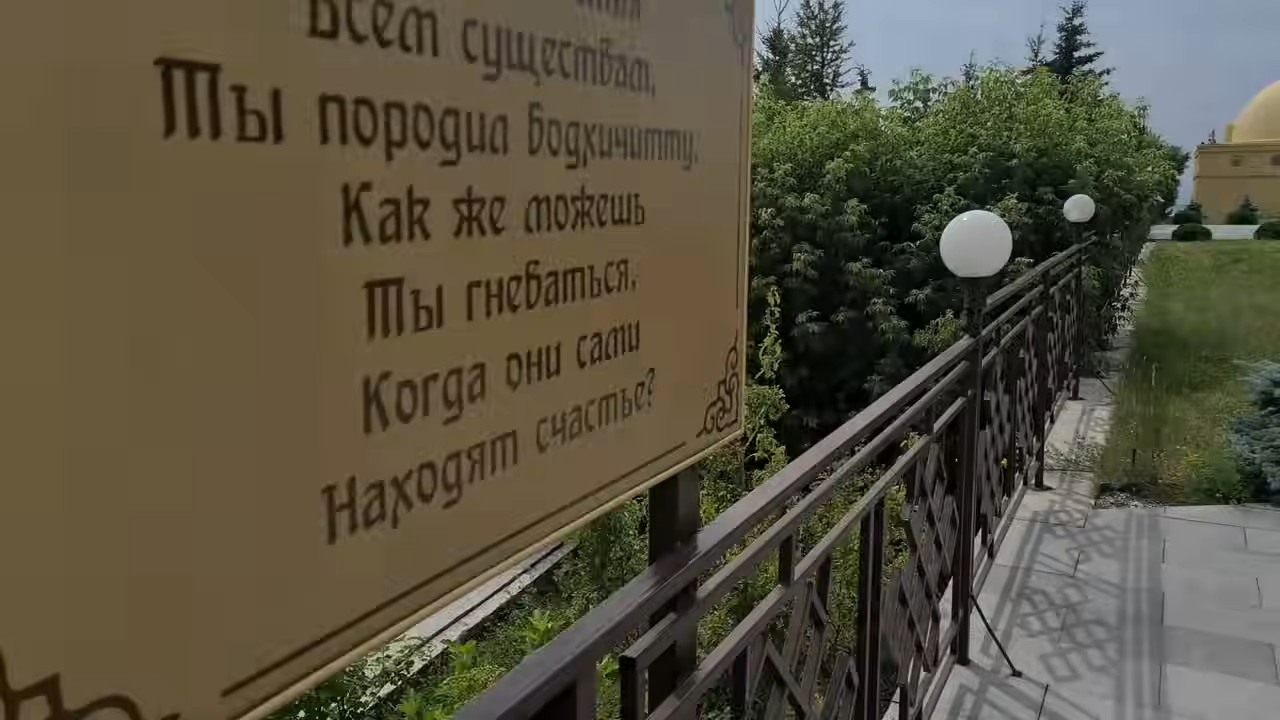 Всем существам,
Ты породил бодхичитту,
Как же можешь
Ты гневаться,
Когда они сами
Находят счастье?